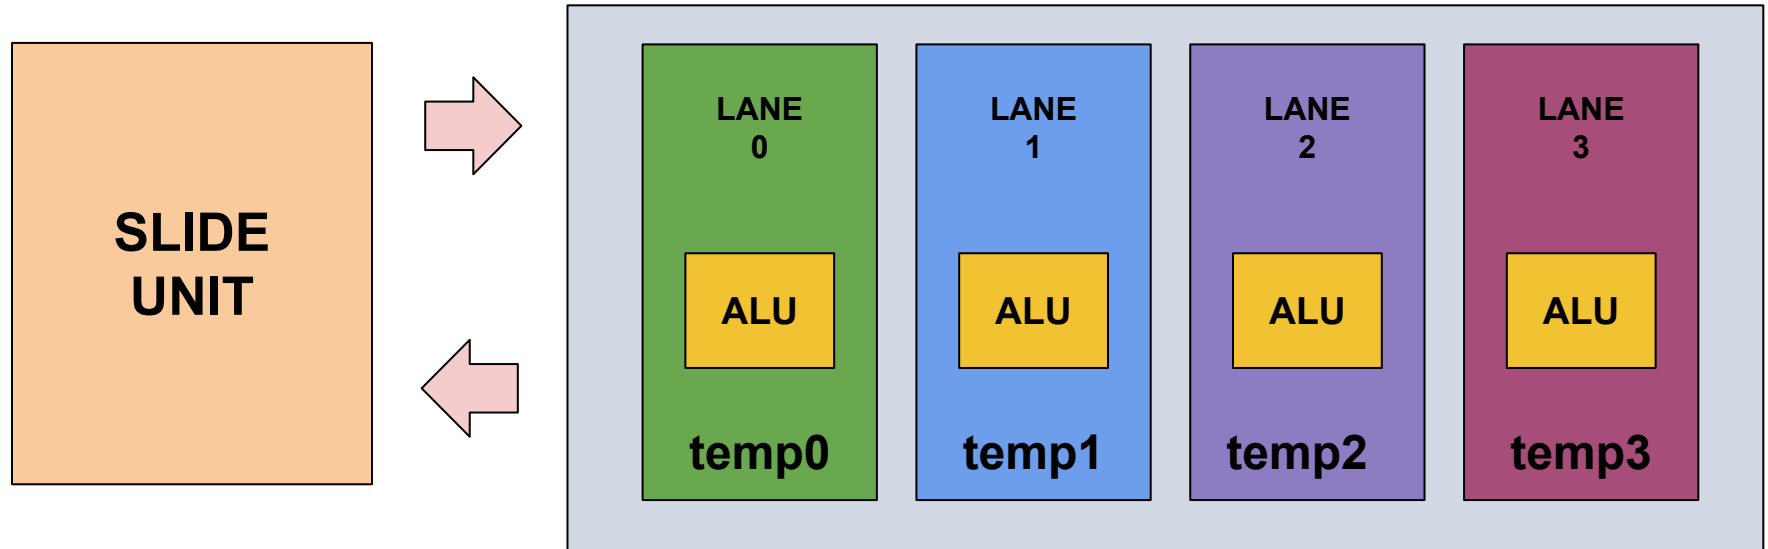 SLIDE
UNIT
LANE
0
LANE
1
LANE
2
LANE
3
ALU
ALU
ALU
ALU
temp0
temp1
temp2
temp3